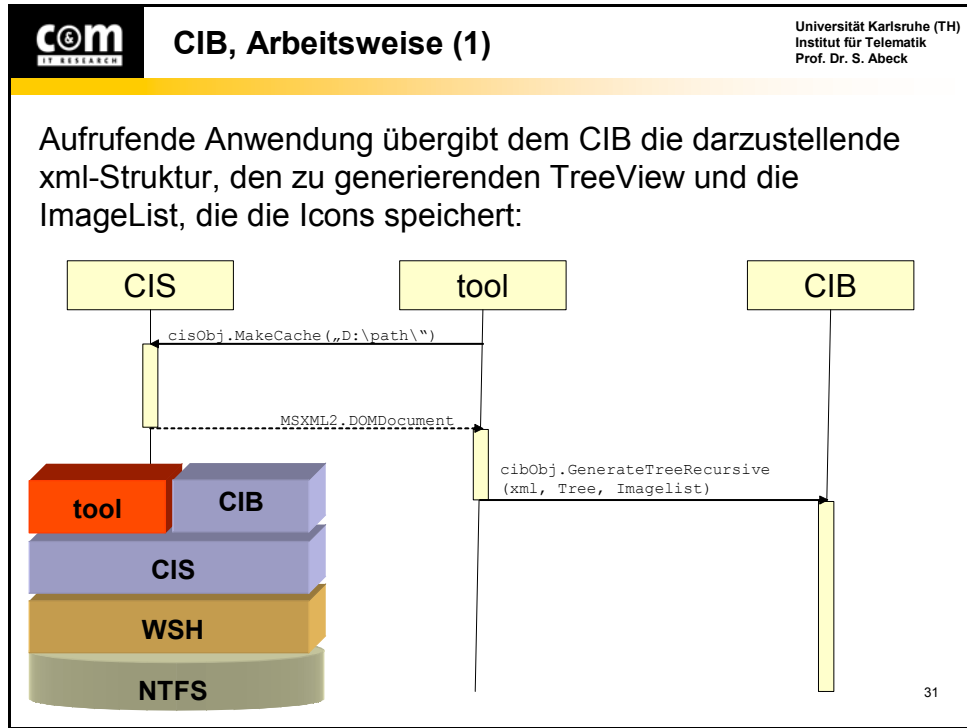 c@m
IT RESEARCH
CIB, Arbeitsweise (1)
Universität Karlsruhe (TH)
Institut für Telematik
Prof. Dr. S. Abeck
Aufrufende Anwendung übergibt dem CIB die darzustellende
xml-Struktur, den zu generierenden TreeView und die
ImageList, die die Icons speichert:
CIS
tool
CIB
cisObj.MakeCache(„D:\path\“)
MSXML2.DOMDocument
cibObj.GenerateTreeRecursive
(xml, Tree, Imagelist)
tool
CIB
CIS
WSH
NTFS
31